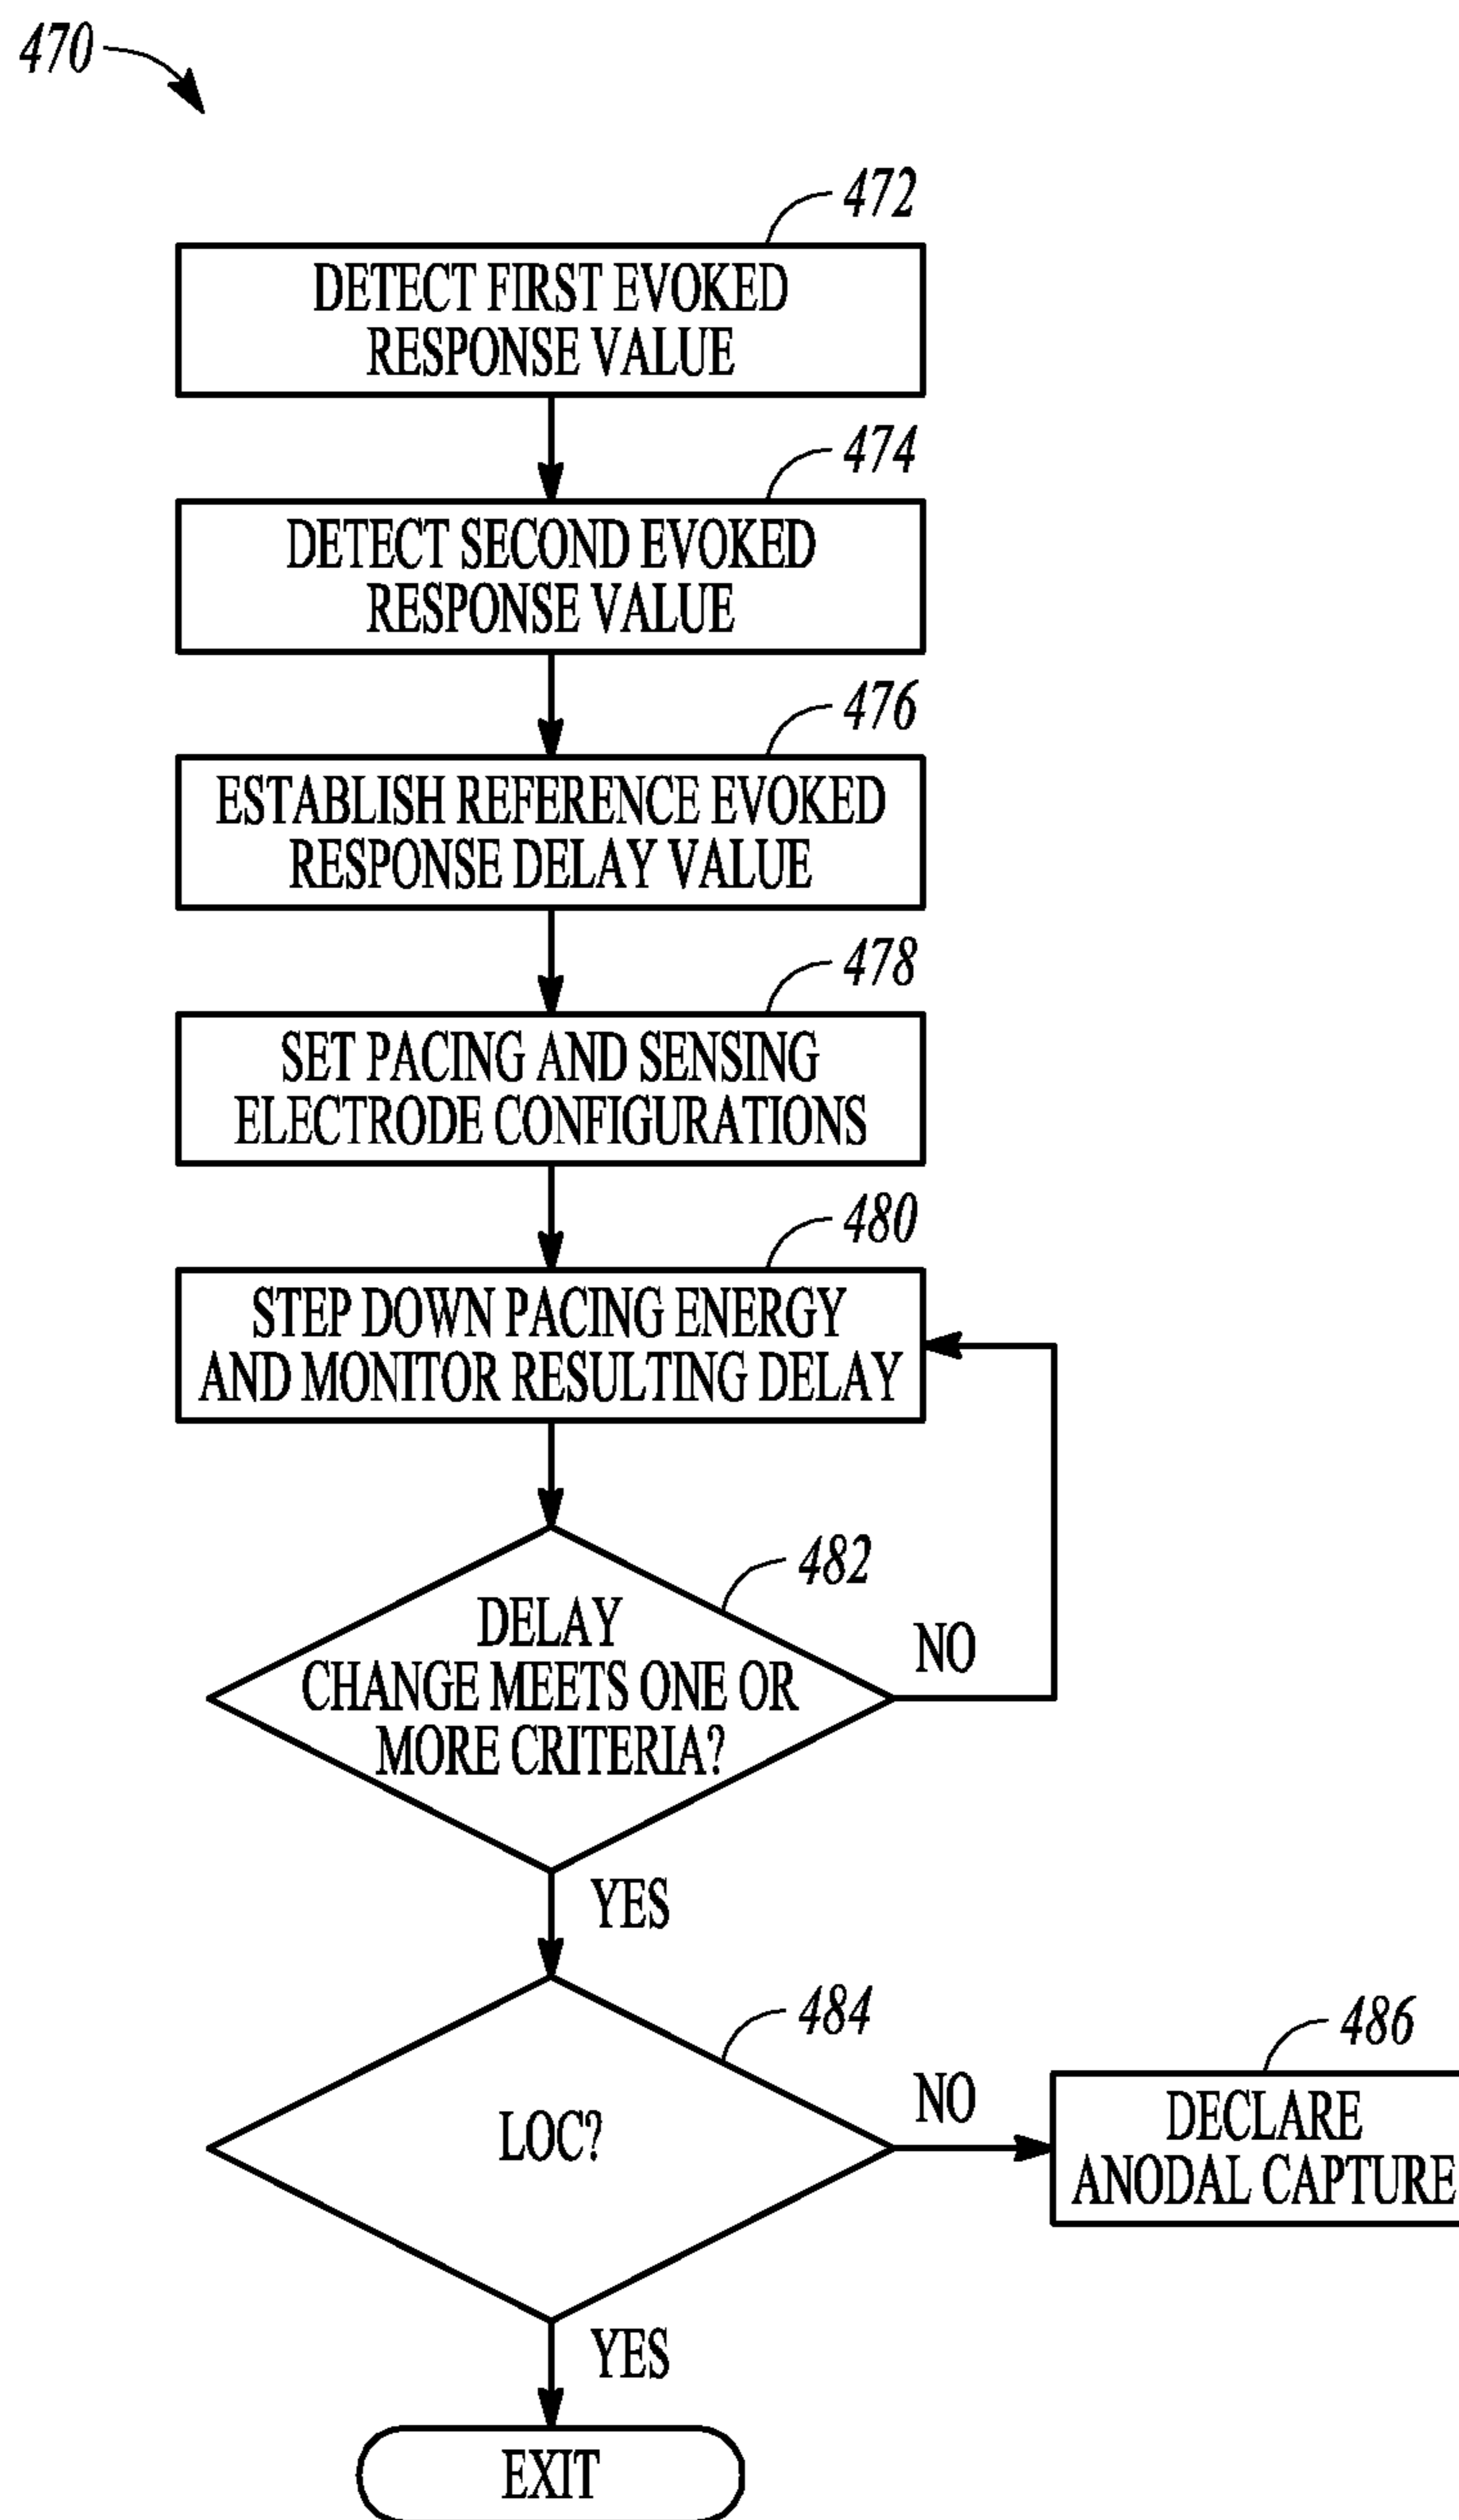 470
472
DETECT FIRST EVOKED
RESPONSE VALUE
474
DETECT SECOND EVOKED
RESPONSE VALUE
476
ESTABLISH REFERENCE EVOKED
RESPONSE DELAY VALUE
478
SET PACING AND SENSING
ELECTRODE CONFIGURATIONS
480
STEP DOWN PACING ENERGY
AND MONITOR RESULTING DELAY
482
DELAY
CHANGE MEETS ONE OR
MORE CRITERIA?
NO
YES
484
LOC?
NO
486
DECLARE
ANODAL CAPTURE
YES
EXIT